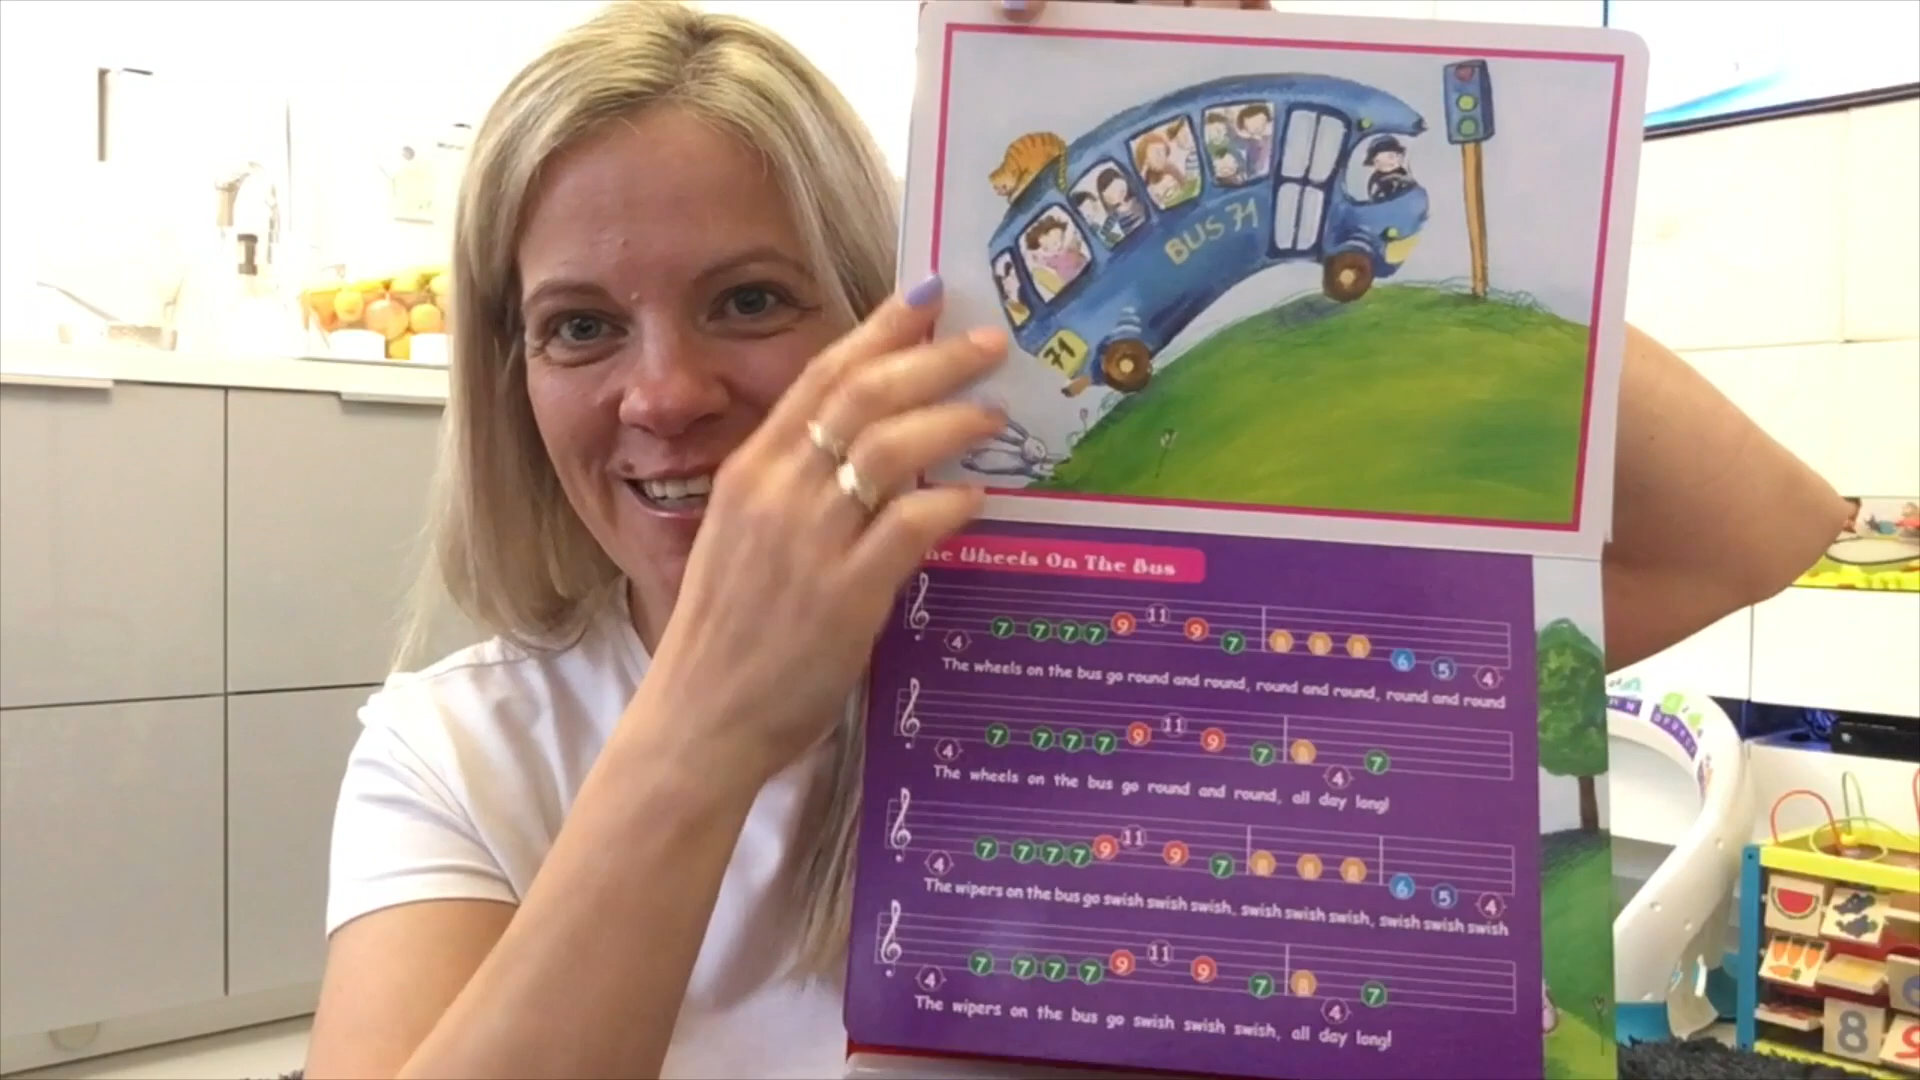 BUS 71
71
The Wheels On The Bus
4 7 7 7 7 9 11 9 7 8 8 8 6 5 4
The wheels on the bus go round and round, round and round, round and round
4 7 7 7 7 9 11 9 7 8 4 7
The wheels on the bus go round and round, all day long!
4 7 7 7 7 9 11 9 7 8 8 8 6 5 4
The wipers on the bus go swish swish swish, swish swish swish, swish swish swish
4 7 7 7 7 9 11 9 7 8 4 7
The wipers on the bus go swish swish swish, all day long!
8